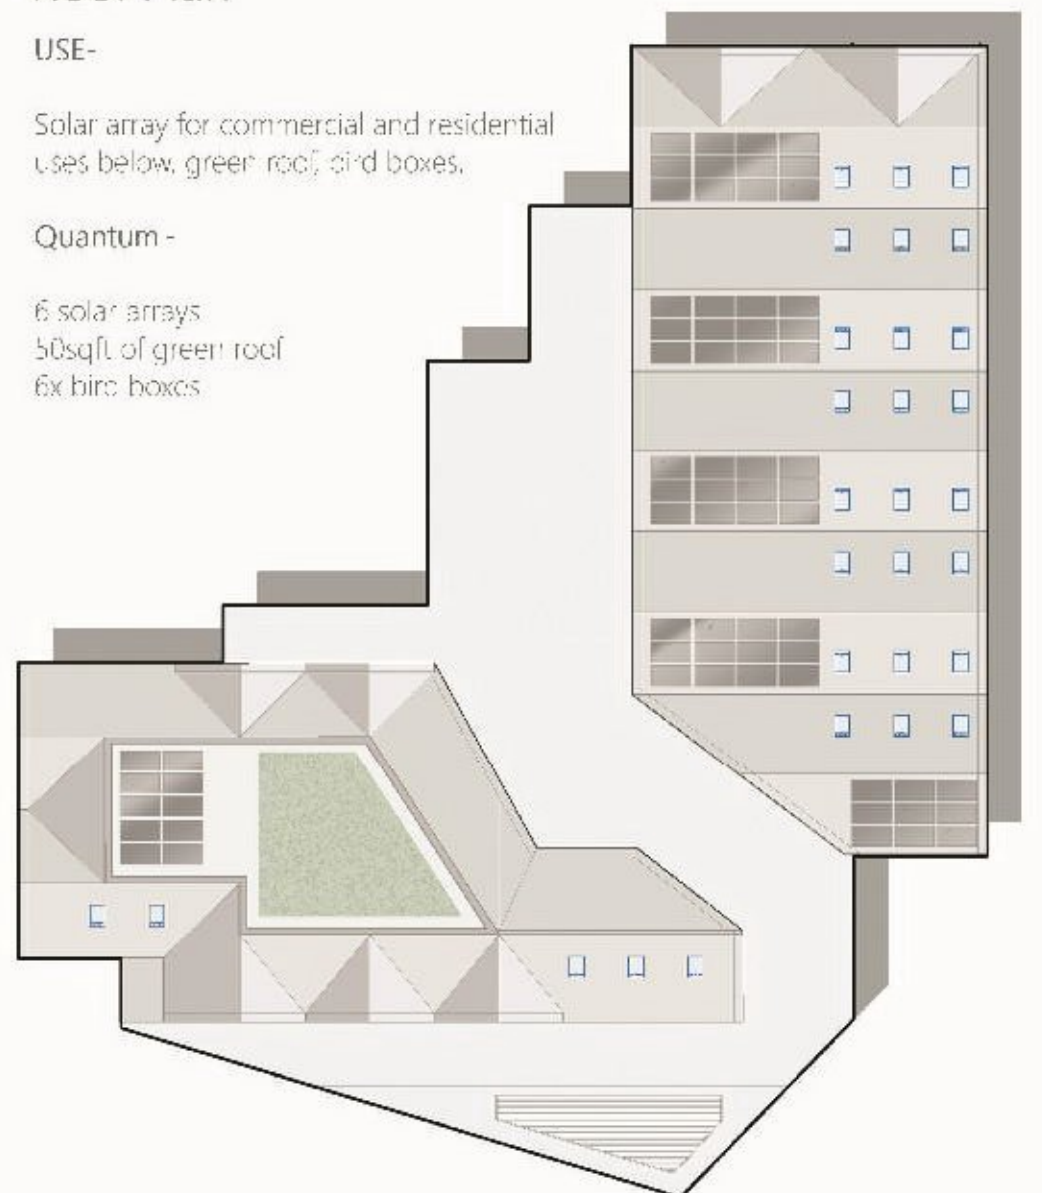 USE-
Solar array for commercial and residential
uses below, green roof, bird boxes.
Quantum -
6 solar arrays
50sqft of green roof
6x bird boxes